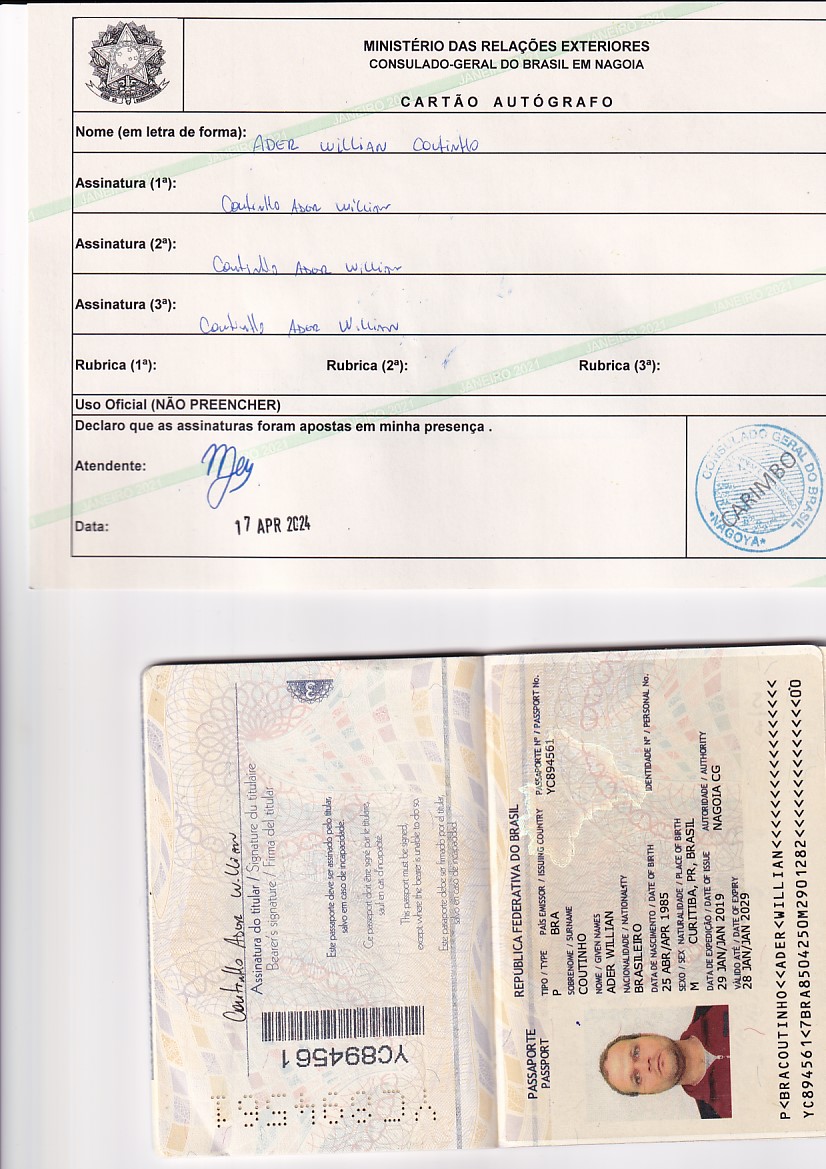 MINISTÉRIO DAS RELAÇÕES EXTERIORES
CONSULADO-GERAL DO BRASIL EM NAGOIA
CARTÃO AUTÓGRAFO
Nome (em letra de forma): ADER WILLIAN COUTINHO
Assinatura (1ª): Coutinho Ader Willian
Assinatura (2ª): Coutinho Ader Willian
Assinatura (3ª): Coutinho Ader Willian
Rubrica (1ª): Rubrica (2ª): Rubrica (3ª):
Uso Oficial (NÃO PREENCHER)
Declaro que as assinaturas foram apostas em minha presença .
Atendente:
Data: 17 APR 2024
CONSULADO GERAL DO BRASIL
CARIMBO
*NAGOYA*
JANEIRO 2021
Coutinho Ader Willian
Assinatura do titular / Signature du titulaire
Bearer's signature / Firma del titular
Este passaporte deve ser assinado pelo titular,
salvo em caso de incapacidade.
Ce passeport doit être signé par le titulaire,
sauf en cas d'incapacité.
This passport must be signed,
except where the bearer is unable to do so.
Este pasaporte debe ser firmado por el titular,
salvo en caso de incapacidad.
YC894561
YC894561
REPÚBLICA FEDERATIVA DO BRASIL
PASSAPORTE
PASSPORT
TIPO / TYPE PAÍS EMISSOR / ISSUING COUNTRY PASSAPORTE Nº / PASSPORT No.
P BRA YC894561
SOBRENOME / SURNAME
COUTINHO
NOME / GIVEN NAMES
ADER WILLIAN
NACIONALIDADE / NATIONALITY
BRASILEIRO
DATA DE NASCIMENTO / DATE OF BIRTH IDENTIDADE Nº / PERSONAL No.
25 ABR/APR 1985
SEXO / SEX NATURALIDADE / PLACE OF BIRTH
M CURITIBA, PR, BRASIL
DATA DE EXPEDIÇÃO / DATE OF ISSUE AUTORIDADE / AUTHORITY
29 JAN/JAN 2019 NAGOIA CG
VÁLIDO ATÉ / DATE OF EXPIRY
28 JAN/JAN 2029
P<BRACOUTINHO<<ADER<WILLIAN<<<<<<<<<<<<<<<<<
YC894561<7BRA8504250M2901282<<<<<<<<<<<<<<00